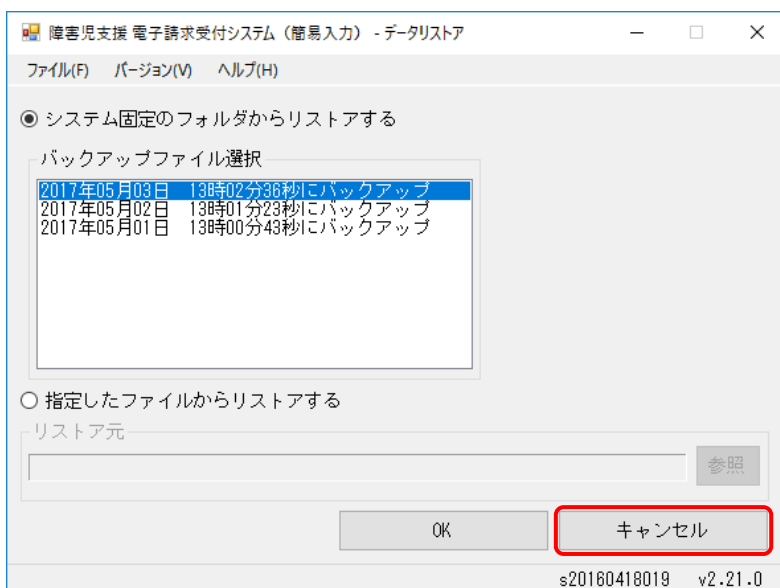 障害児支援 電子請求受付システム（簡易入力） - データリストア
ファイル(F) バージョン(V) ヘルプ(H)
システム固定のフォルダからリストアする
バックアップファイル選択
2017年05月03日 13時02分36秒にバックアップ
2017年05月02日 13時01分23秒にバックアップ
2017年05月01日 13時00分43秒にバックアップ
指定したファイルからリストアする
リストア元
参照
OK キャンセル
s20160418019 v2.21.0